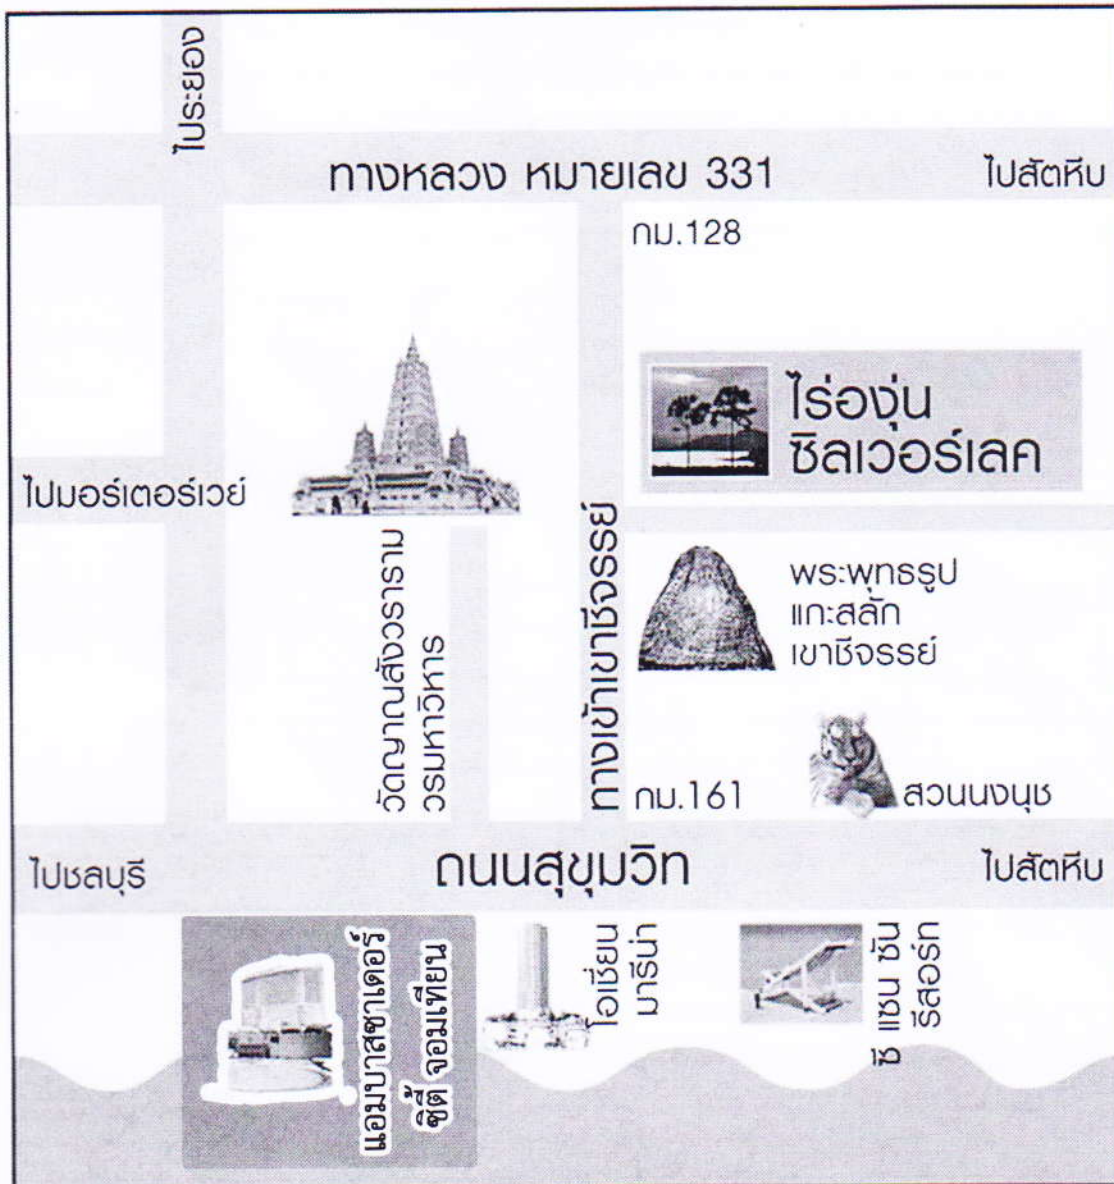 ไประยอง
ทางหลวง หมายเลข 331
ไปสัตหีบ
กม.128
ไร่องุ่น
ซิลเวอร์เลค
ไปมอร์เตอร์เวย์
วัดญาณสังวราราม
วรมหาวิหาร
ทางเข้าเขาชีจรรย์
พระพุทธรูป
แกะสลัก
เขาชีจรรย์
กม.161
สวนนงนุช
ไปชลบุรี
ถนนสุขุมวิท
ไปสัตหีบ
แอมบาสซาเดอร์
ซิตี้ จอมเทียน
โอเชียน
มารีน่า
ซี แซน ซัน
รีสอร์ท